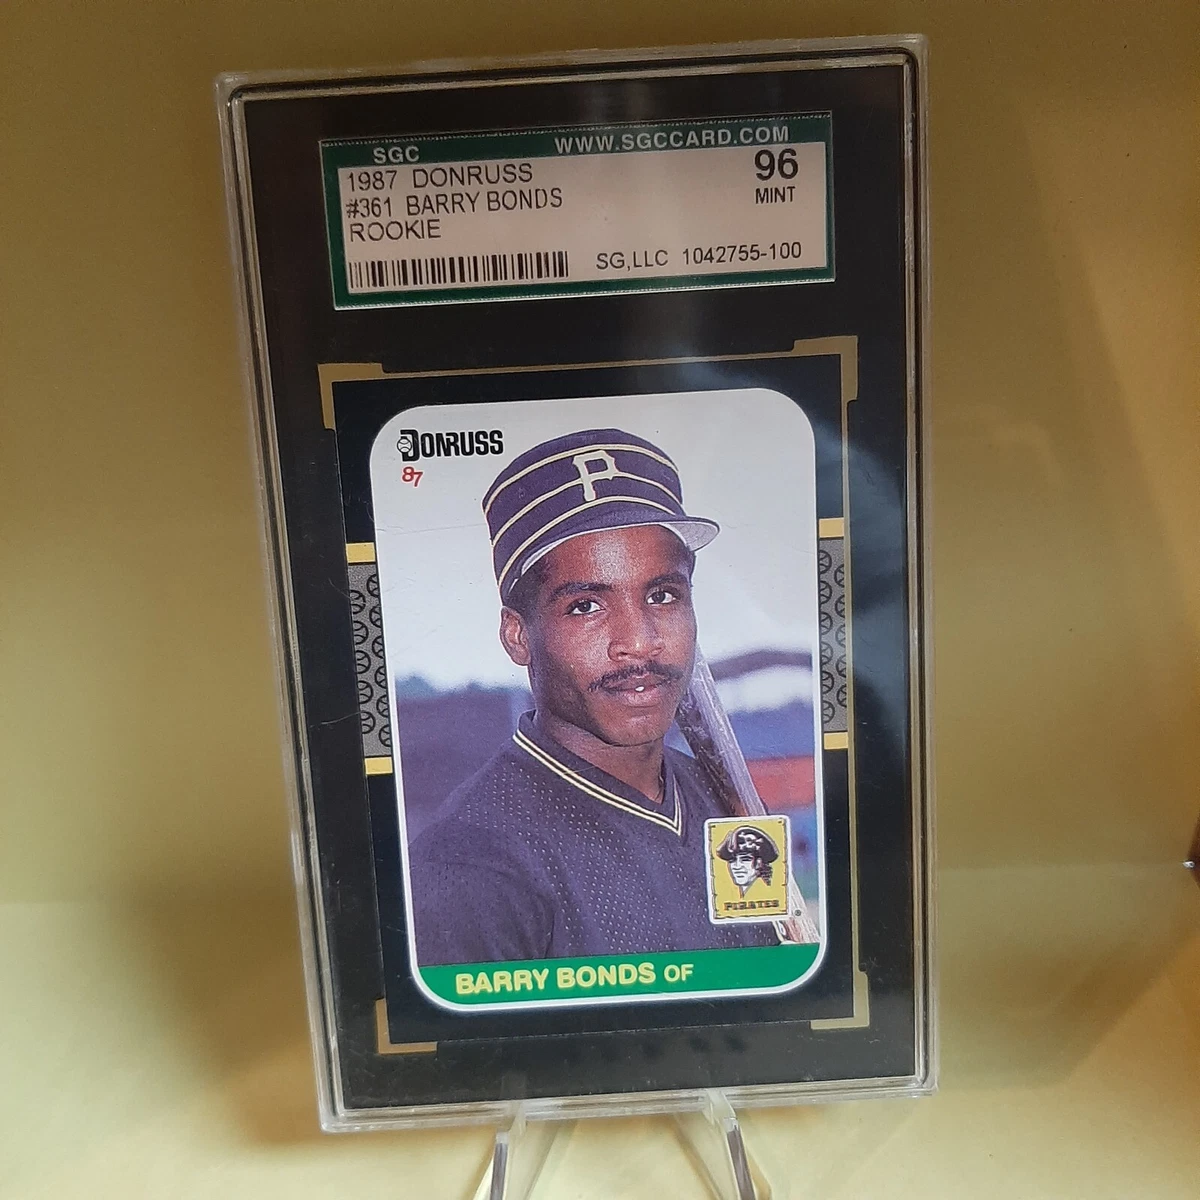 SGC WWW.SGCCARD.COM
1987 DONRUSS 96
#361 BARRY BONDS MINT
ROOKIE
SG,LLC 1042755-100
DONRUSS
87
P
PIRATES
BARRY BONDS OF